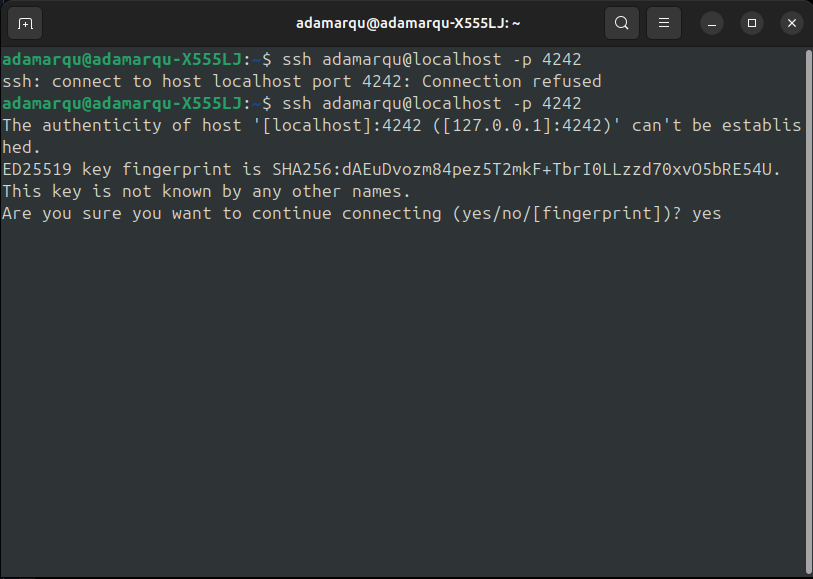 adamarqu@adamarqu-X555LJ: ~
adamarqu@adamarqu-X555LJ:~$ ssh adamarqu@localhost -p 4242
ssh: connect to host localhost port 4242: Connection refused
adamarqu@adamarqu-X555LJ:~$ ssh adamarqu@localhost -p 4242
The authenticity of host '[localhost]:4242 ([127.0.0.1]:4242)' can't be establis
hed.
ED25519 key fingerprint is SHA256:dAEuDvozm84pez5T2mkF+TbrI0LLzzd70xvO5bRE54U.
This key is not known by any other names.
Are you sure you want to continue connecting (yes/no/[fingerprint])? yes